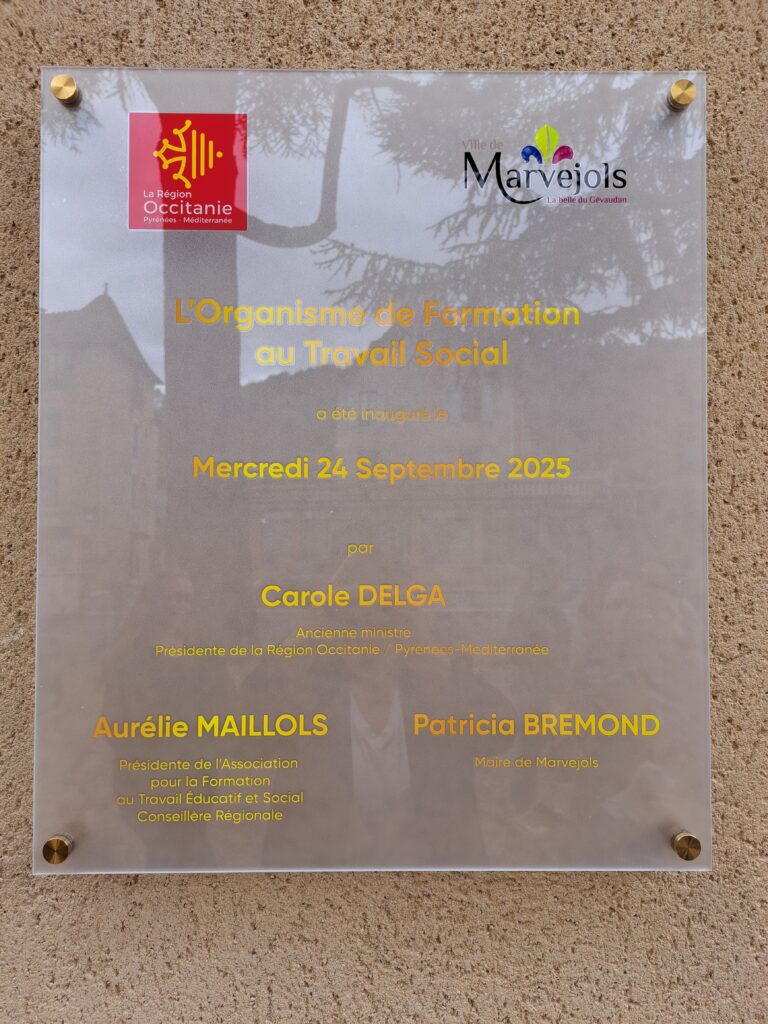 La Région
Occitanie
Pyrénées - Méditerranée
Ville de
Marvejols
La belle du Gévaudan
L'Organisme de Formation
au Travail Social
a été inauguré le
Mercredi 24 Septembre 2025
par
Carole DELGA
Ancienne ministre
Présidente de la Région Occitanie / Pyrénées-Méditerranée
Aurélie MAILLOLS
Présidente de l'Association
pour la Formation
au Travail Éducatif et Social
Conseillère Régionale
Patricia BREMOND
Maire de Marvejols